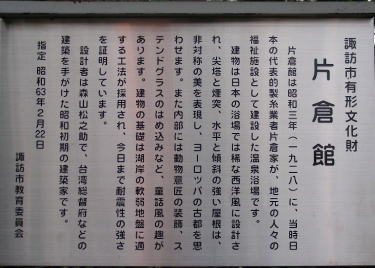 諏訪市有形文化財
片倉館
片倉館は昭和三年(一九二八)に、当時日
本の代表的製糸業者片倉家が、地元の人々の
福祉施設として建設した温泉浴場です。
建物は日本の浴場では稀な西洋風に設計さ
れ、尖塔と煙突、水平と傾斜の強い屋根は、
非対称の美を表現し、ヨーロッパの古都を思
わせます。また内部には動物意匠の装飾、ス
テンドグラスのはめ込みなど、童話風の趣が
あります。建物の基礎は湖岸の軟弱地盤に適
する工法が採用され、今日まで耐震性の強さ
を証明しています。
設計者は森山松之助で、台湾総督府などの
建築を手がけた昭和初期の建築家です。
指定 昭和63年2月22日
諏訪市教育委員会